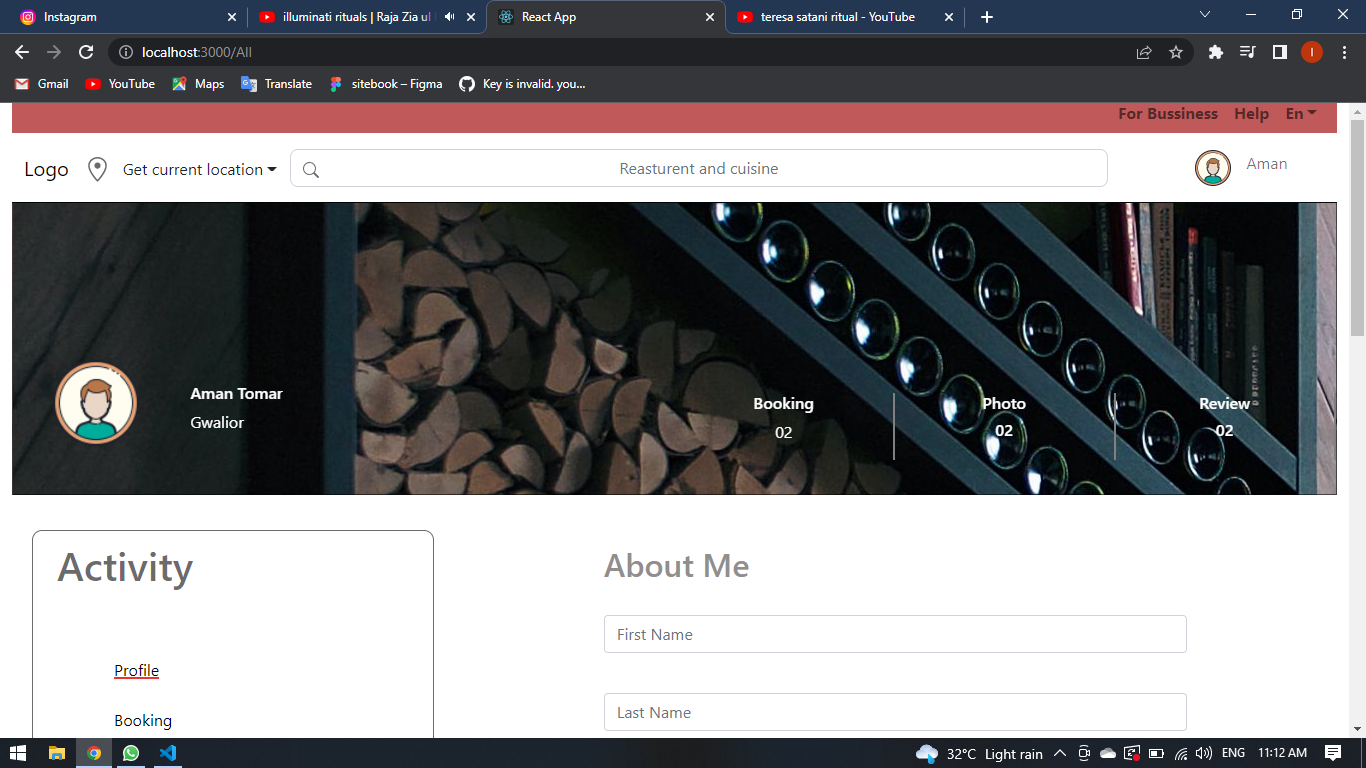 Instagram
illuminati rituals | Raja Zia ul
React App
teresa satani ritual - YouTube
localhost:3000/All
I
Gmail
YouTube
Maps
Translate
sitebook – Figma
Key is invalid. you...
For Bussiness
Help
En
Logo
Get current location
Reasturent and cuisine
Aman
Aman Tomar
Gwalior
Booking
02
Photo
02
Review
02
Activity
Profile
Booking
About Me
First Name
Last Name
32°C Light rain
ENG
11:12 AM